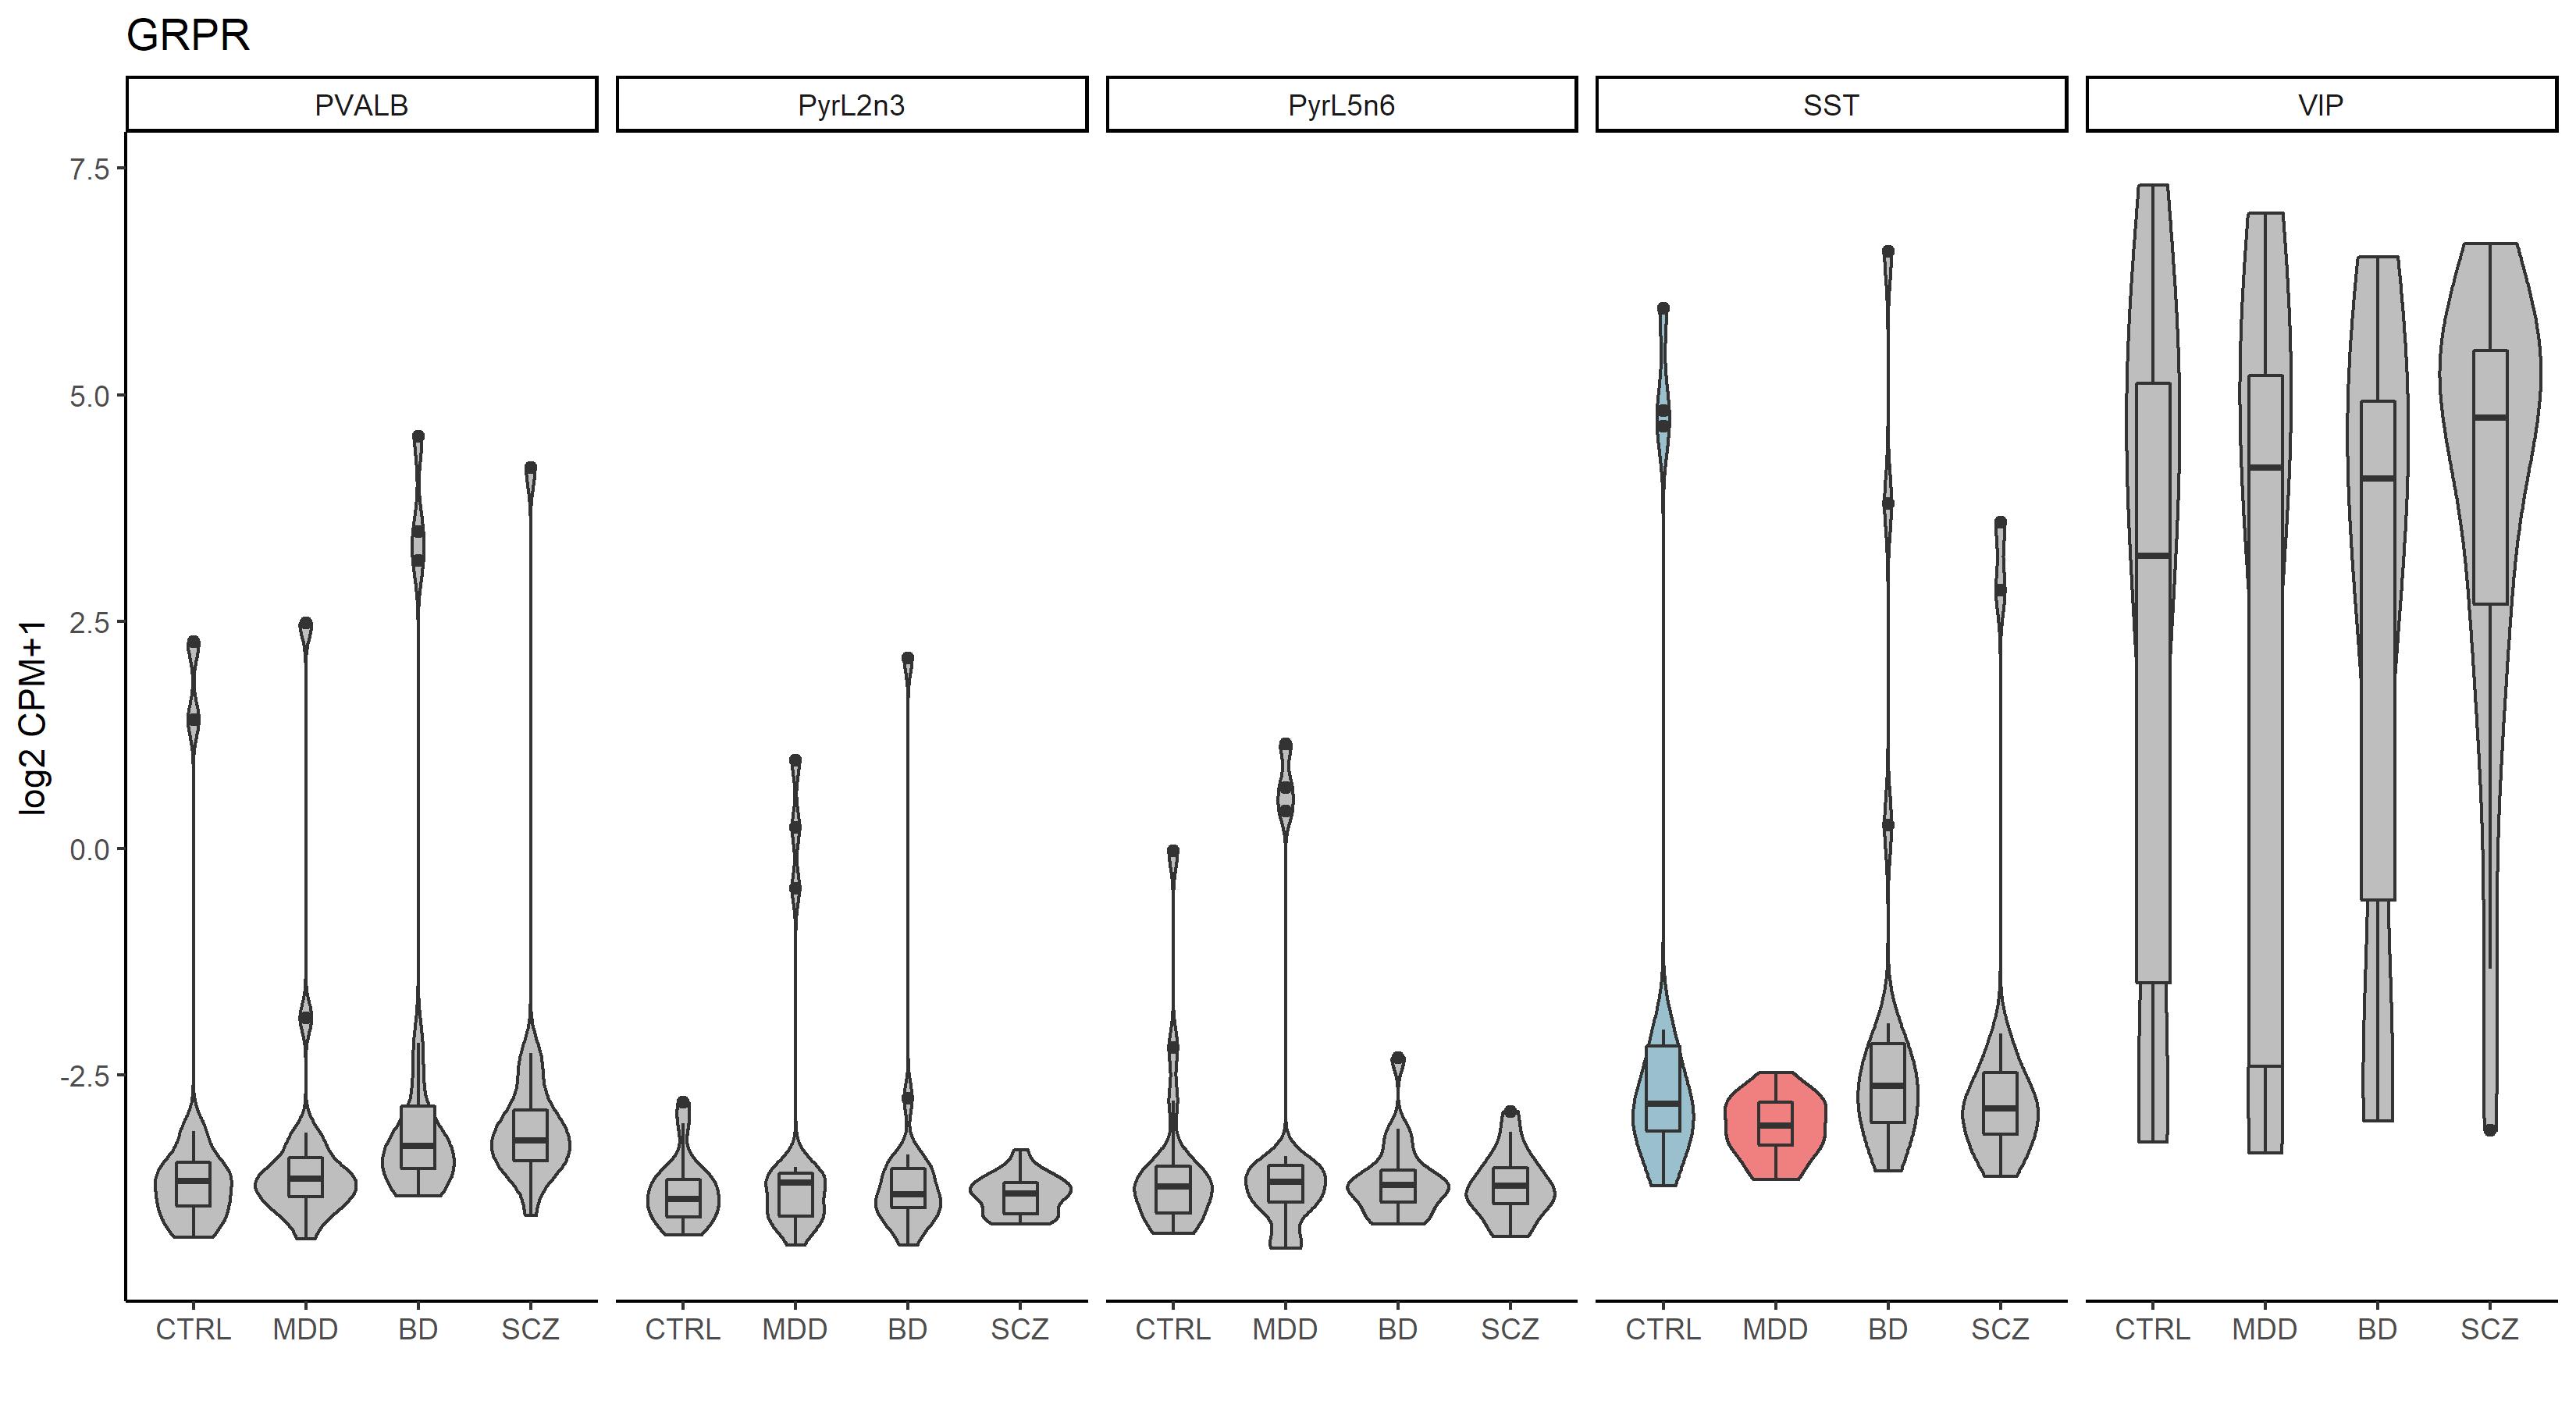 GRPR
PVALB PyrL2n3 PyrL5n6 SST VIP
7.5
5.0
2.5
0.0
-2.5
log2 CPM+1
CTRL MDD BD SCZ CTRL MDD BD SCZ CTRL MDD BD SCZ CTRL MDD BD SCZ CTRL MDD BD SCZ